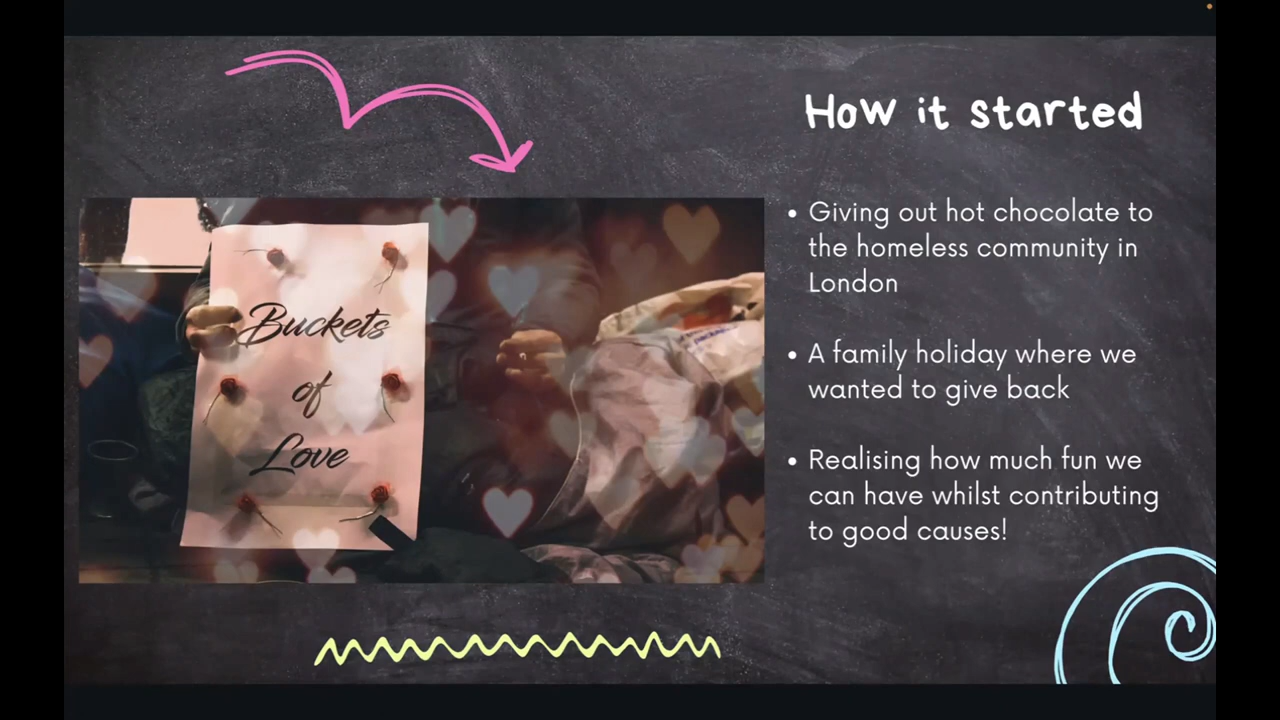 How it started
Buckets
of
Love
Giving out hot chocolate to
the homeless community in
London
A family holiday where we
wanted to give back
Realising how much fun we
can have whilst contributing
to good causes!